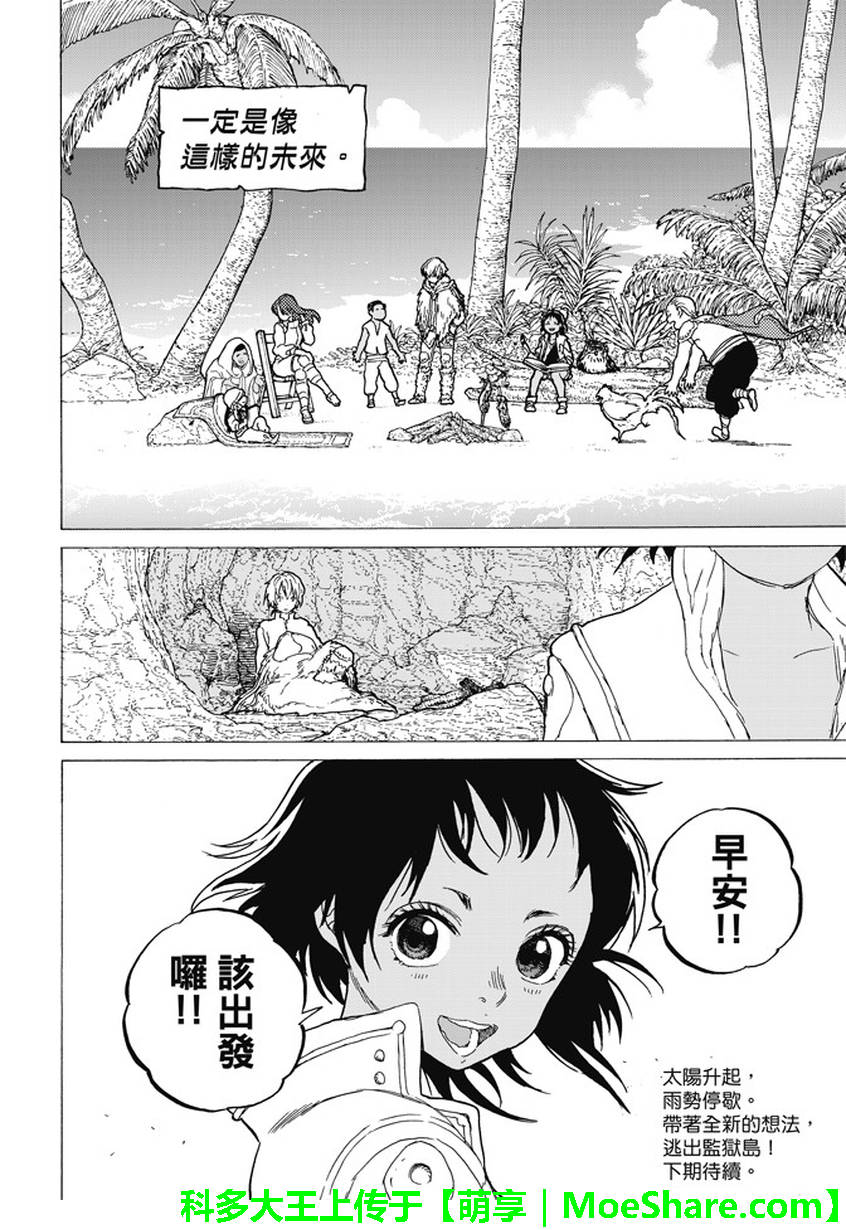 一定是像
這樣的未來。
早安!!
該出發
囉!!
太陽升起，
雨勢停歇。
帶著全新的想法，
逃出監獄島！
下期待續。
科多大王上传于【萌享｜MoeShare.com】